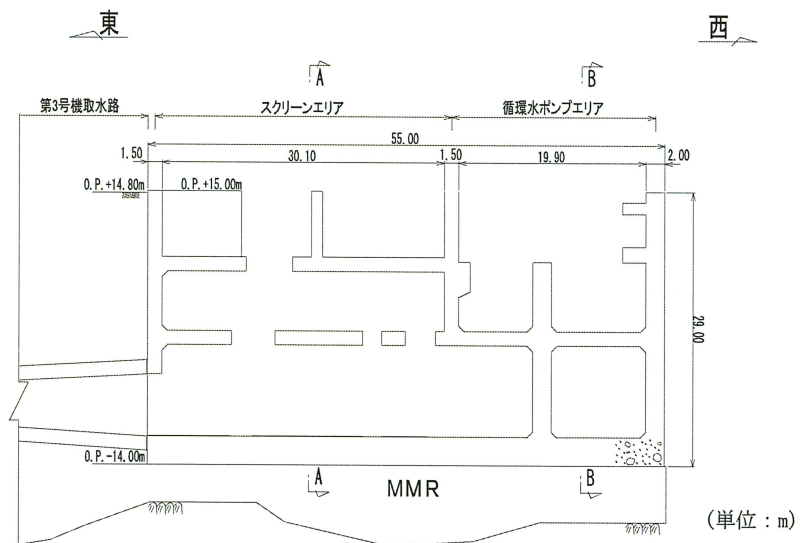 東
西
A
B
第3号機取水路
スクリーンエリア
循環水ポンプエリア
55.00
1.50
30.10
1.50
19.90
2.00
O.P.+14.80m
O.P.+15.00m
29.00
O.P.-14.00m
A
B
MMR
(単位:m)